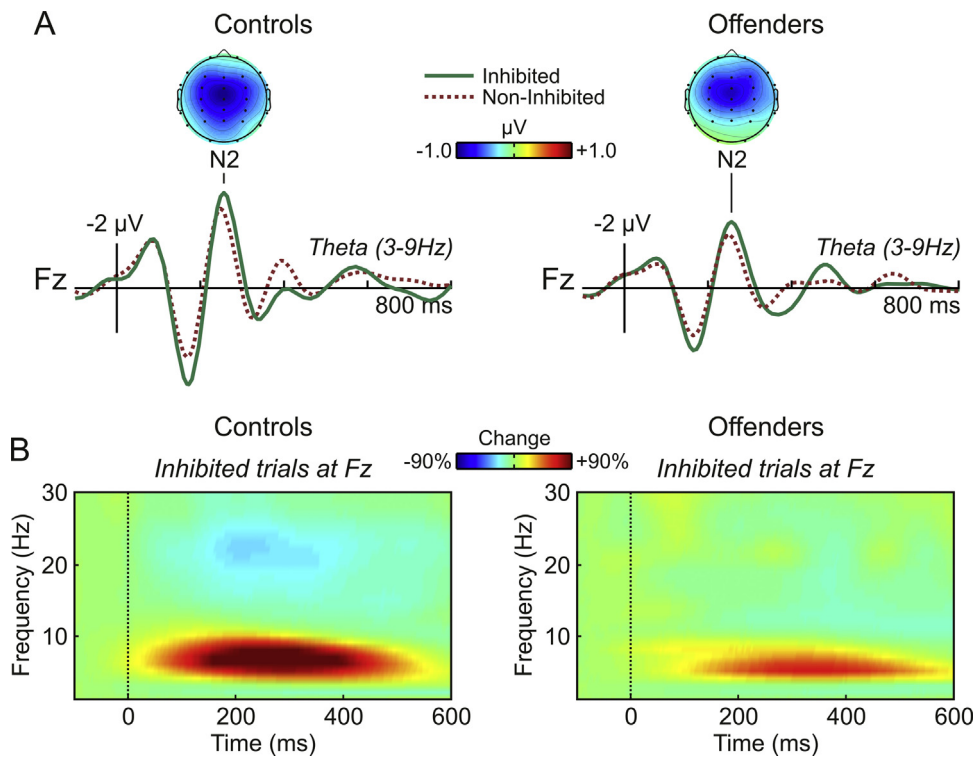 A
Controls
Offenders
Inhibited
Non-Inhibited
µV
-1.0
+1.0
N2
N2
-2 µV
Theta (3-9Hz)
Fz
800 ms
-2 µV
Theta (3-9Hz)
Fz
800 ms
B
Controls
Offenders
Change
-90%
+90%
Inhibited trials at Fz
Inhibited trials at Fz
Frequency (Hz)
30
20
10
0
200
400
600
Time (ms)
Frequency (Hz)
30
20
10
0
200
400
600
Time (ms)